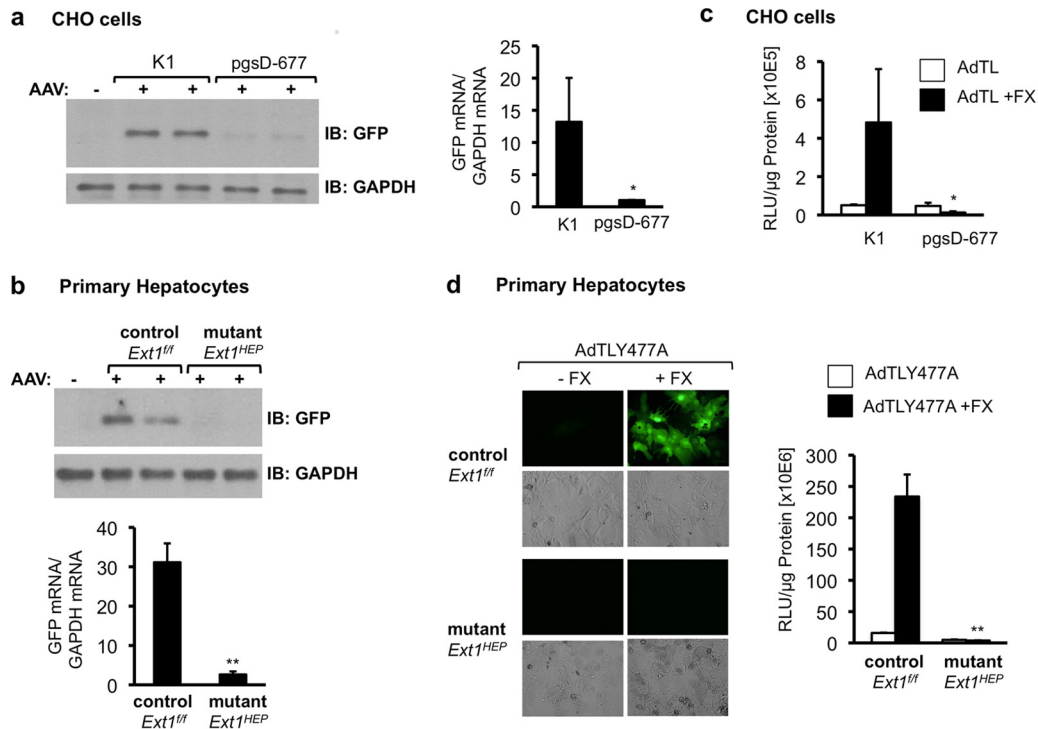 a CHO cells
K1 pgsD-677
AAV: - + + + +
IB: GFP
IB: GAPDH
GFP mRNA/
GAPDH mRNA
25
20
15
10
5
0
*
K1 pgsD-677
c CHO cells
RLU/µg Protein [x10E5]
8
6
4
2
0
AdTL
AdTL +FX
*
K1 pgsD-677
b Primary Hepatocytes
control mutant
Ext1f/f Ext1HEP
AAV: - + + + +
IB: GFP
IB: GAPDH
GFP mRNA/
GAPDH mRNA
40
30
20
10
0
**
control mutant
Ext1f/f Ext1HEP
d Primary Hepatocytes
AdTLY477A
- FX + FX
control
Ext1f/f
mutant
Ext1HEP
AdTLY477A
AdTLY477A +FX
RLU/µg Protein [x10E6]
300
250
200
150
100
50
0
**
control mutant
Ext1f/f Ext1HEP